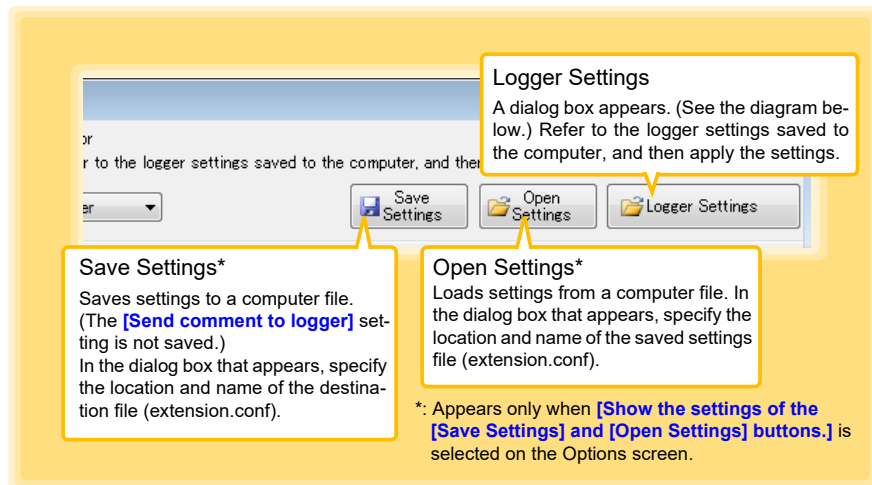 Logger Settings
A dialog box appears. (See the diagram be-
low.) Refer to the logger settings saved to
the computer, and then apply the settings.
or
r to the logger settings saved to the computer, and ther
er
Save
Settings
Open
Settings
Logger Settings
Save Settings*
Saves settings to a computer file.
(The [Send comment to logger] set-
ting is not saved.)
In the dialog box that appears, specify
the location and name of the destina-
tion file (extension.conf).
Open Settings*
Loads settings from a computer file. In
the dialog box that appears, specify the
location and name of the saved settings
file (extension.conf).
*: Appears only when [Show the settings of the
[Save Settings] and [Open Settings] buttons.] is
selected on the Options screen.